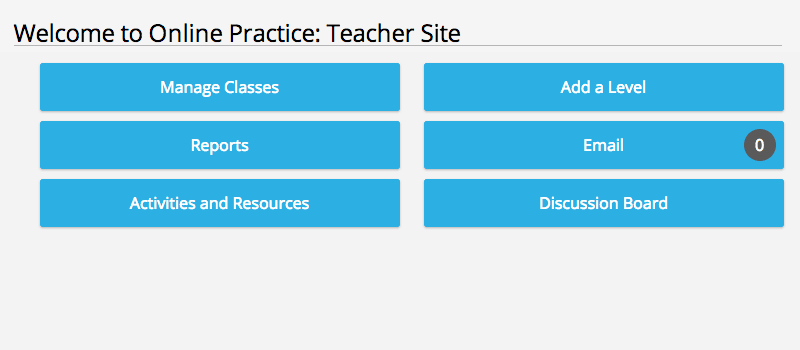 Welcome to Online Practice: Teacher Site
Manage Classes
Add a Level
Reports
Email
0
Activities and Resources
Discussion Board